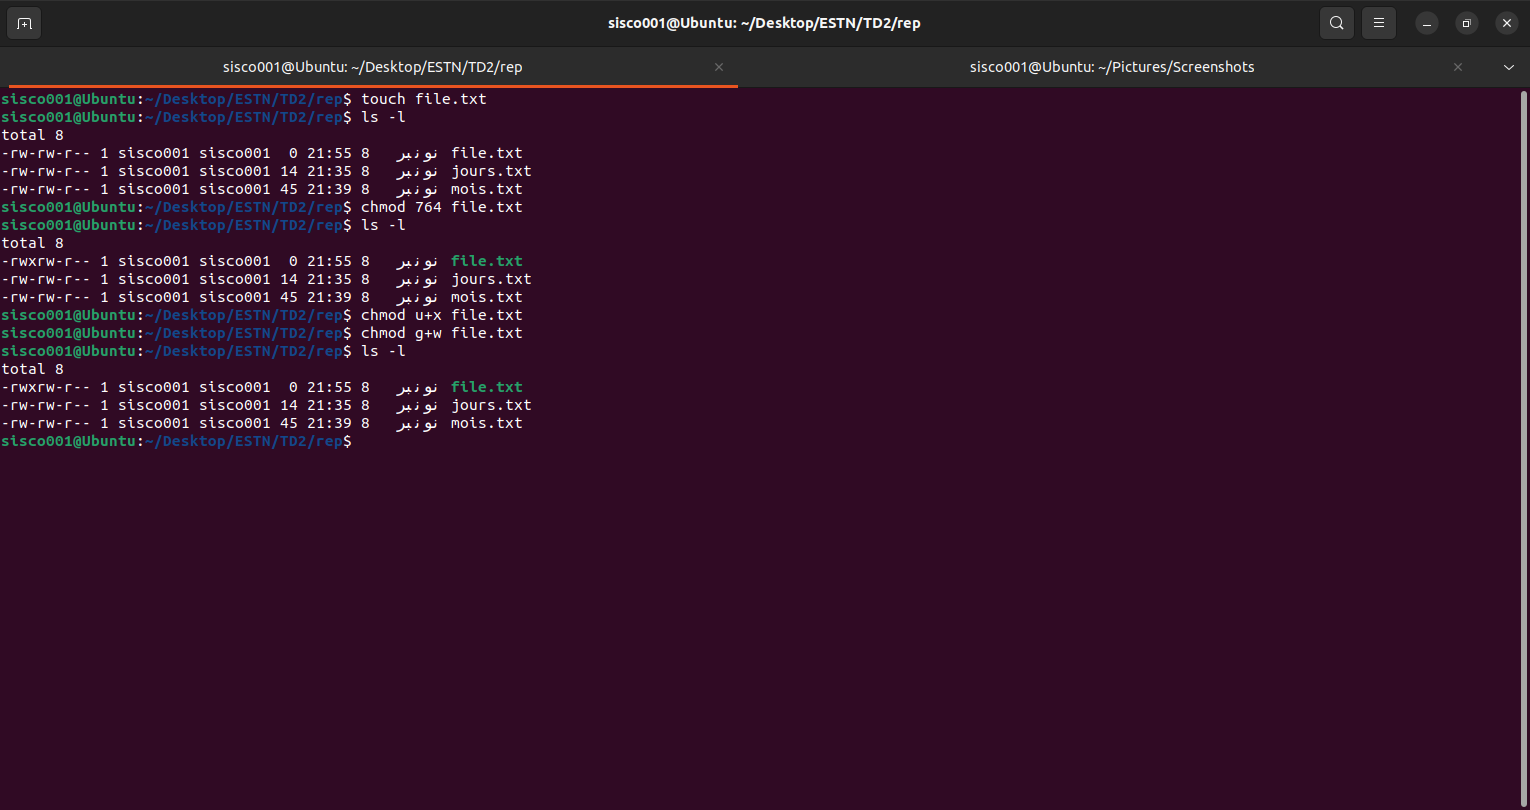 sisco001@Ubuntu: ~/Desktop/ESTN/TD2/rep
sisco001@Ubuntu: ~/Desktop/ESTN/TD2/rep
sisco001@Ubuntu: ~/Pictures/Screenshots
sisco001@Ubuntu:~/Desktop/ESTN/TD2/rep$ touch file.txt
sisco001@Ubuntu:~/Desktop/ESTN/TD2/rep$ ls -l
total 8
-rw-rw-r-- 1 sisco001 sisco001  0 21:55 8   نونبر file.txt
-rw-rw-r-- 1 sisco001 sisco001 14 21:35 8   نونبر jours.txt
-rw-rw-r-- 1 sisco001 sisco001 45 21:39 8   نونبر mois.txt
sisco001@Ubuntu:~/Desktop/ESTN/TD2/rep$ chmod 764 file.txt
sisco001@Ubuntu:~/Desktop/ESTN/TD2/rep$ ls -l
total 8
-rwxrw-r-- 1 sisco001 sisco001  0 21:55 8   نونبر file.txt
-rw-rw-r-- 1 sisco001 sisco001 14 21:35 8   نونبر jours.txt
-rw-rw-r-- 1 sisco001 sisco001 45 21:39 8   نونبر mois.txt
sisco001@Ubuntu:~/Desktop/ESTN/TD2/rep$ chmod u+x file.txt
sisco001@Ubuntu:~/Desktop/ESTN/TD2/rep$ chmod g+w file.txt
sisco001@Ubuntu:~/Desktop/ESTN/TD2/rep$ ls -l
total 8
-rwxrw-r-- 1 sisco001 sisco001  0 21:55 8   نونبر file.txt
-rw-rw-r-- 1 sisco001 sisco001 14 21:35 8   نونبر jours.txt
-rw-rw-r-- 1 sisco001 sisco001 45 21:39 8   نونبر mois.txt
sisco001@Ubuntu:~/Desktop/ESTN/TD2/rep$